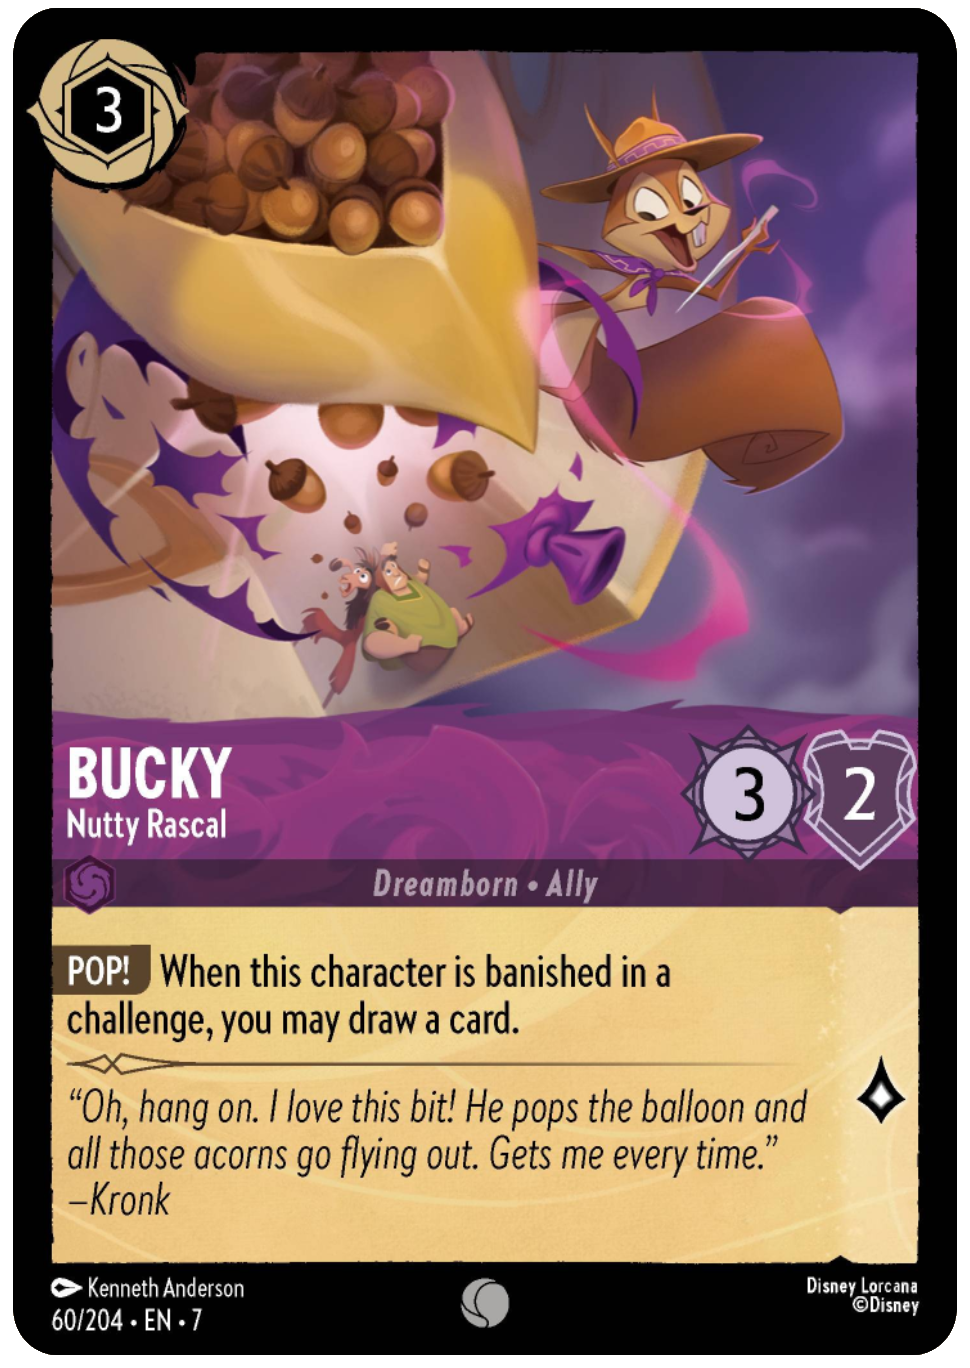 3
BUCKY
Nutty Rascal
3
2
Dreamborn • Ally
POP! When this character is banished in a
challenge, you may draw a card.
“Oh, hang on. I love this bit! He pops the balloon and
all those acorns go flying out. Gets me every time.”
–Kronk
Kenneth Anderson
60/204 • EN • 7
Disney Lorcana
©Disney